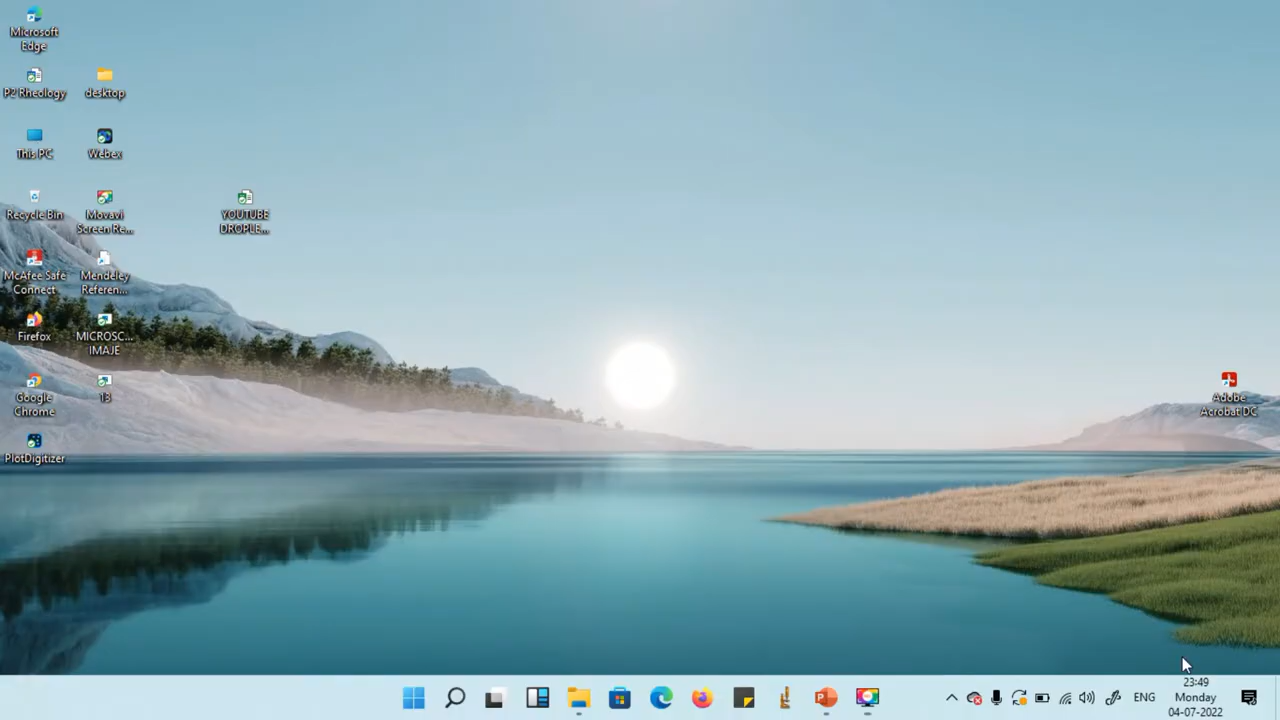 Microsoft
Edge
P2 Rheology
desktop
This PC
Webex
Recycle Bin
Movavi
Screen Re...
YOUTUBE
DROPLE...
McAfee Safe
Connect
Mendeley
Referen...
Firefox
MICROSC...
IMAJE
Google
Chrome
13
PlotDigitizer
Adobe
Acrobat DC
ENG
23:49
Monday
04-07-2022